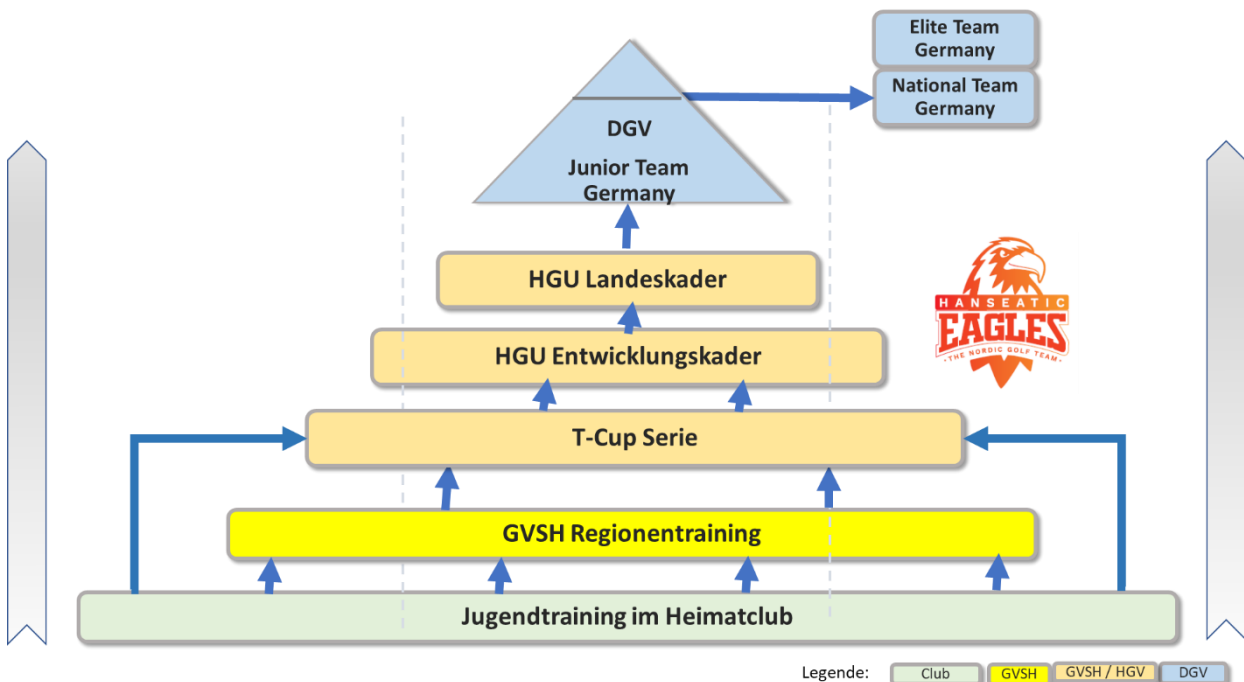 Elite Team
Germany
National Team
Germany
DGV
Junior Team
Germany
HGU Landeskader
HANSEATIC
EAGLES
·THE NORDIC GOLF TEAM·
HGU Entwicklungskader
T-Cup Serie
GVSH Regionentraining
Jugendtraining im Heimatclub
Legende: Club GVSH GVSH / HGV DGV